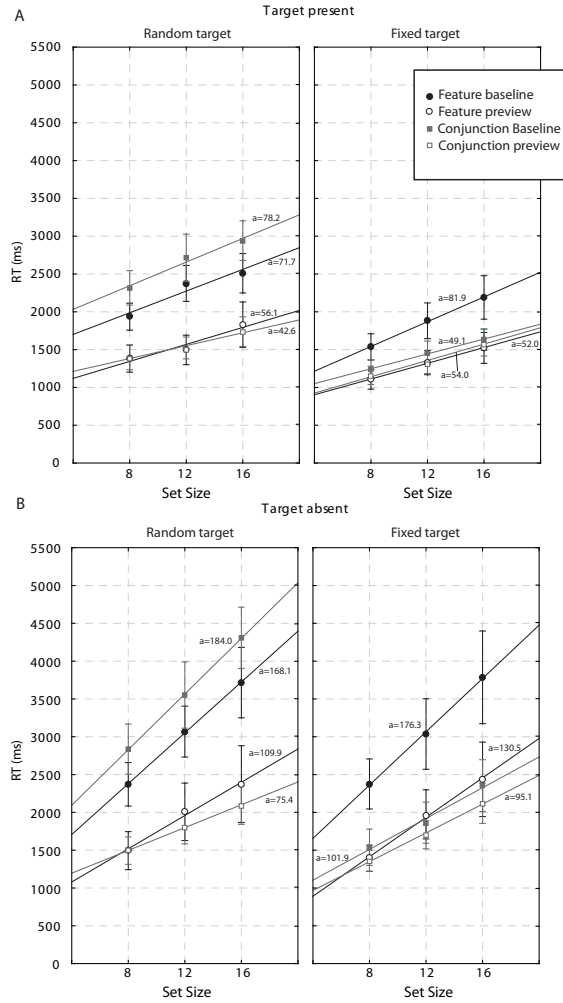 A
Target present
Random target
Fixed target
5500
5000
4500
4000
3500
3000
2500
2000
1500
1000
500
0
RT (ms)
a=78.2
a=71.7
a=56.1
a=42.6
Feature baseline
Feature preview
Conjunction Baseline
Conjunction preview
a=81.9
a=49.1
a=52.0
a=54.0
8 12 16
8 12 16
Set Size
Set Size
B
Target absent
Random target
Fixed target
5500
5000
4500
4000
3500
3000
2500
2000
1500
1000
500
0
RT (ms)
a=184.0
a=168.1
a=109.9
a=75.4
a=176.3
a=130.5
a=95.1
a=101.9
8 12 16
8 12 16
Set Size
Set Size